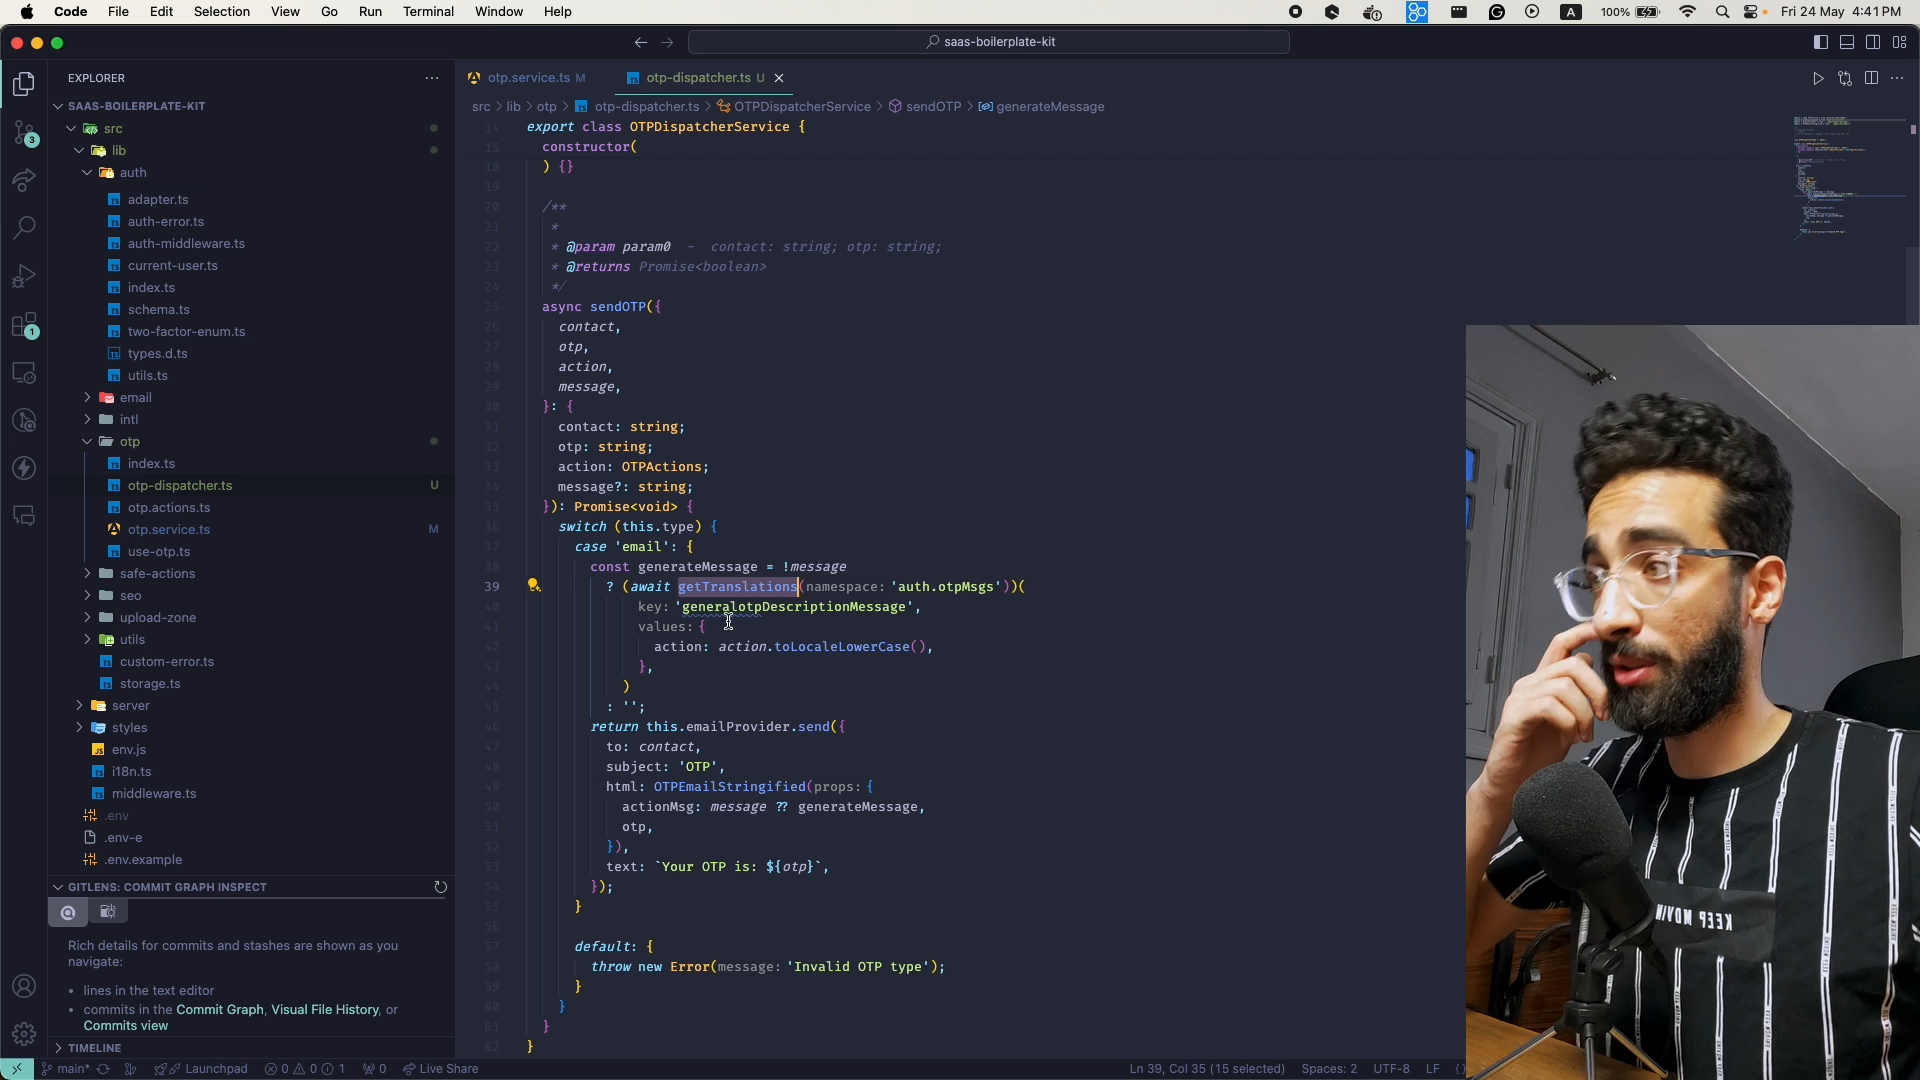 Code File Edit Selection View Go Run Terminal Window Help
A 100% Fri 24 May 4:41 PM
saas-boilerplate-kit
EXPLORER
SAAS-BOILERPLATE-KIT
src
lib
auth
adapter.ts
auth-error.ts
auth-middleware.ts
current-user.ts
index.ts
schema.ts
two-factor-enum.ts
types.d.ts
utils.ts
email
intl
otp
index.ts
otp-dispatcher.ts U
otp.actions.ts
otp.service.ts M
use-otp.ts
safe-actions
seo
upload-zone
utils
custom-error.ts
storage.ts
server
styles
env.js
i18n.ts
middleware.ts
.env
.env-e
.env.example
GITLENS: COMMIT GRAPH INSPECT
Rich details for commits and stashes are shown as you
navigate:
• lines in the text editor
• commits in the Commit Graph, Visual File History, or
Commits view
TIMELINE
3
1
otp.service.ts M
otp-dispatcher.ts U
src > lib > otp > otp-dispatcher.ts > OTPDispatcherService > sendOTP > generateMessage
14 export class OTPDispatcherService {
15 constructor(
18 ) {}
19
20 /**
21 *
22 * @param param0 - contact: string; otp: string;
23 * @returns Promise<boolean>
24 */
25 async sendOTP({
26 contact,
27 otp,
28 action,
29 message,
30 }: {
31 contact: string;
32 otp: string;
33 action: OTPActions;
34 message?: string;
35 }): Promise<void> {
36 switch (this.type) {
37 case 'email': {
38 const generateMessage = !message
39 ? (await getTranslations(namespace: 'auth.otpMsgs'))(
40 key: 'generalotpDescriptionMessage',
41 values: {
42 action: action.toLocaleLowerCase(),
43 },
44 )
45 : '';
46 return this.emailProvider.send({
47 to: contact,
48 subject: 'OTP',
49 html: OTPEmailStringified(props: {
50 actionMsg: message ?? generateMessage,
51 otp,
52 }),
53 text: `Your OTP is: ${otp}`,
54 });
55 }
56
57 default: {
58 throw new Error(message: 'Invalid OTP type');
59 }
60 }
61 }
62 }
KEEP MOVIN
main* Launchpad 0 0 1 0 Live Share
Ln 39, Col 35 (15 selected) Spaces: 2 UTF-8 LF {